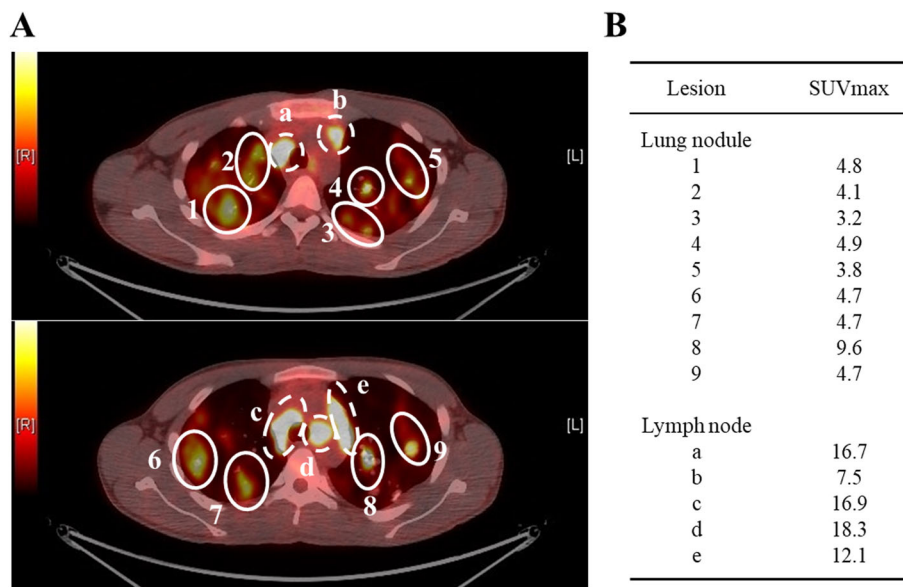 A
B
[R]
[L]
a
b
2
5
4
1
3
[R]
[L]
c
e
6
d
9
7
8
Lesion SUVmax
Lung nodule
1 4.8
2 4.1
3 3.2
4 4.9
5 3.8
6 4.7
7 4.7
8 9.6
9 4.7
Lymph node
a 16.7
b 7.5
c 16.9
d 18.3
e 12.1